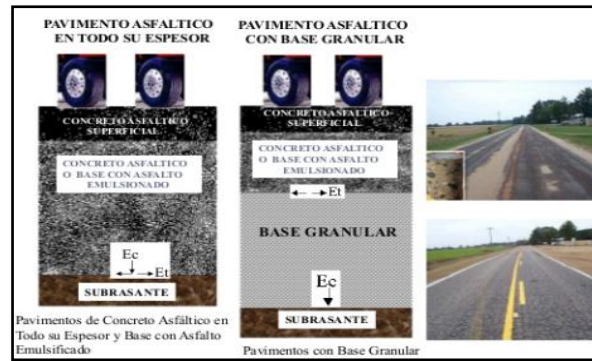 PAVIMENTO ASFALTICO
EN TODO SU ESPESOR
CONCRETO ASFALTICO
SUPERFICIAL
CONCRETO ASFALTICO
O BASE CON ASFALTO
EMULSIONADO
Ec
Et
SUBRASANTE
Pavimentos de Concreto Asfáltico en
Todo su Espesor y Base con Asfalto
Emulsificado
PAVIMENTO ASFALTICO
CON BASE GRANULAR
CONCRETO ASFALTICO
SUPERFICIAL
CONCRETO ASFALTICO
O BASE CON ASFALTO
EMULSIONADO
Et
BASE GRANULAR
Ec
SUBRASANTE
Pavimentos con Base Granular